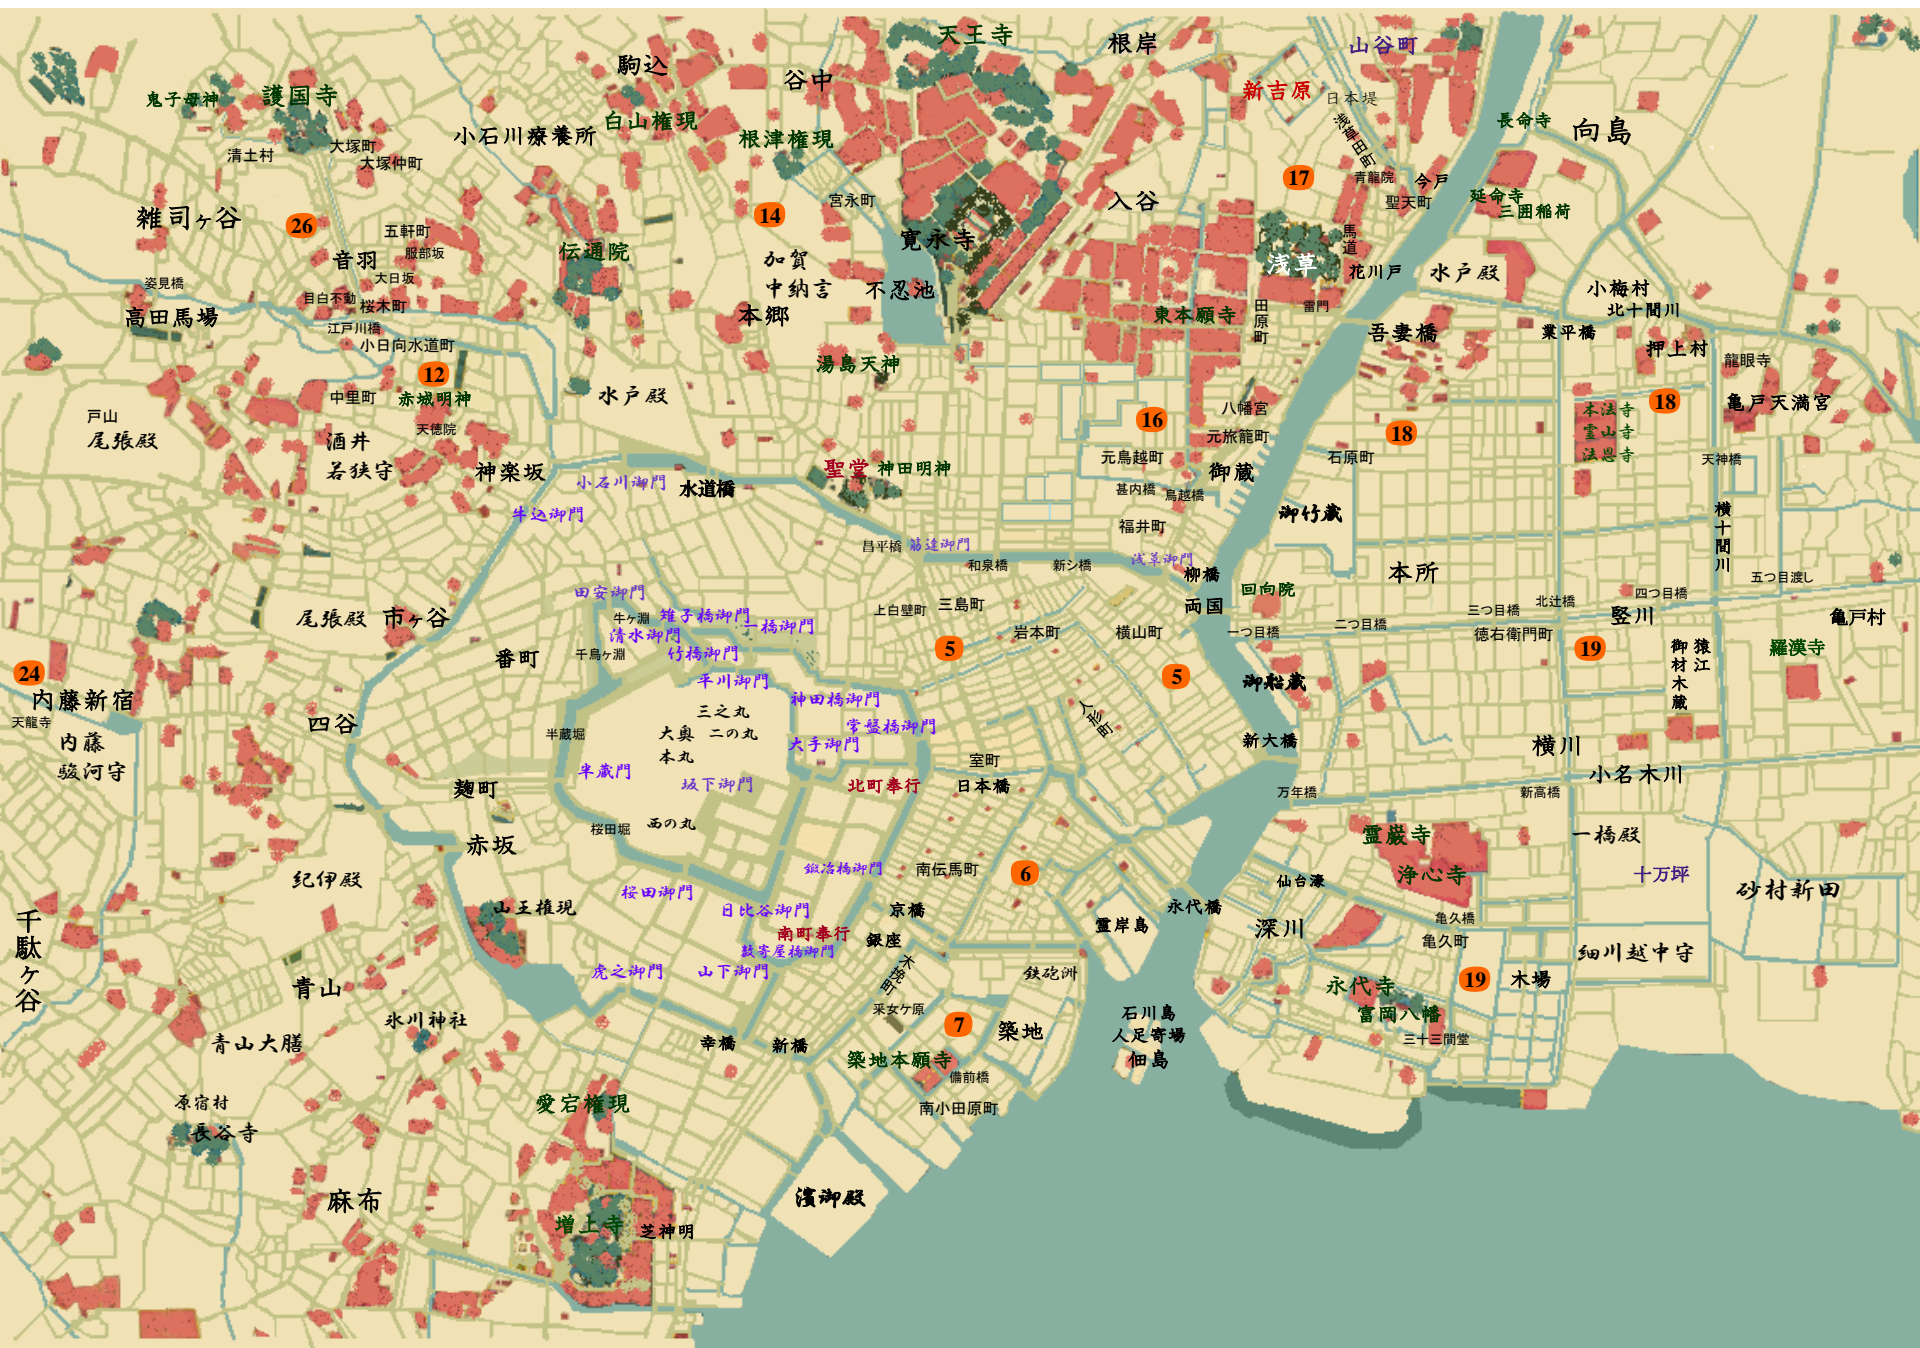 天王寺
根岸
山谷町
駒込
谷中
鬼子母神
護国寺
新吉原
日本堤
白山権現
小石川療養所
根津権現
浅草田町
長命寺
向島
清土村
大塚町
大塚仲町
17
青龍院
今戸
宮永町
入谷
聖天町
延命寺
三囲稲荷
雑司ヶ谷
26
14
五軒町
服部坂
音羽
伝通院
寛永寺
馬道
加賀
中納言
不忍池
浅草
花川戸
水戸殿
大日坂
姿見橋
目白不動
桜木町
小梅村
北十間川
高田馬場
江戸川橋
小日向水道町
本郷
東本願寺
田原町
雷門
吾妻橋
業平橋
押上村
龍眼寺
湯島天神
12
中里町
赤城明神
水戸殿
16
八幡宮
18
本法寺
霊山寺
法恩寺
亀戸天満宮
戸山
尾張殿
天徳院
酒井
若狭守
元旅籠町
18
元鳥越町
石原町
天神橋
神楽坂
小石川御門
水道橋
聖堂
神田明神
御蔵
甚内橋
鳥越橋
牛込御門
福井町
御竹蔵
横十間川
昌平橋
筋違御門
和泉橋
新シ橋
浅草御門
柳橋
本所
五つ目渡し
田安御門
回向院
両国
四つ目橋
北辻橋
三つ目橋
竪川
亀戸村
尾張殿
市ヶ谷
牛ヶ淵
雉子橋御門
一橋御門
清水御門
上白壁町
三島町
岩本町
横山町
一つ目橋
二つ目橋
徳右衛門町
番町
千鳥ヶ淵
竹橋御門
5
19
御材木蔵
猿江
羅漢寺
24
内藤新宿
天龍寺
平川御門
5
御船蔵
神田橋御門
四谷
三之丸
大奥
二の丸
本丸
常盤橋御門
大手御門
人形町
新大橋
横川
内藤
駿河守
半蔵堀
半蔵門
坂下御門
北町奉行
室町
日本橋
小名木川
麹町
万年橋
新高橋
桜田堀
西の丸
赤坂
霊巌寺
一橋殿
紀伊殿
鍛冶橋御門
南伝馬町
6
浄心寺
十万坪
砂村新田
仙台濠
桜田御門
山王権現
日比谷御門
京橋
永代橋
霊岸島
深川
亀久橋
亀久町
千駄ヶ谷
南町奉行
数寄屋橋御門
銀座
細川越中守
虎之御門
山下御門
木挽町
鉄砲洲
19
木場
青山
永代寺
富岡八幡
采女ケ原
7
築地
石川島
人足寄場
佃島
氷川神社
青山大膳
幸橋
新橋
築地本願寺
三十三間堂
備前橋
原宿村
愛宕権現
南小田原町
長谷寺
麻布
濱御殿
増上寺
芝神明